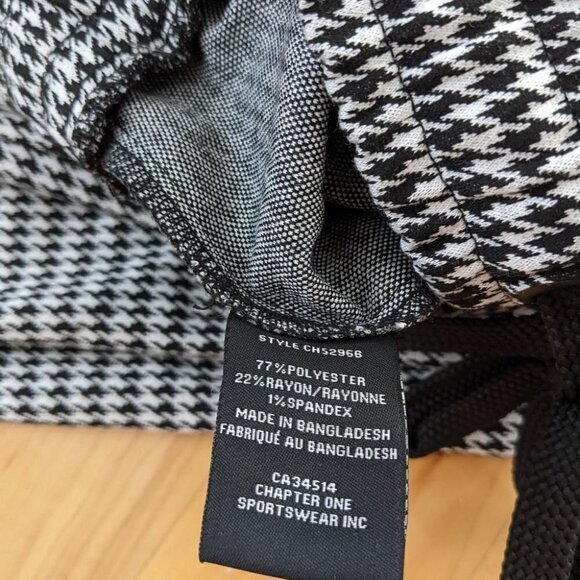 STYLE CH52968
77%POLYESTER
22%RAYON/RAYONNE
1%SPANDEX
MADE IN BANGLADESH
FABRIQUÉ AU BANGLADESH
CA34514
CHAPTER ONE
SPORTSWEAR INC